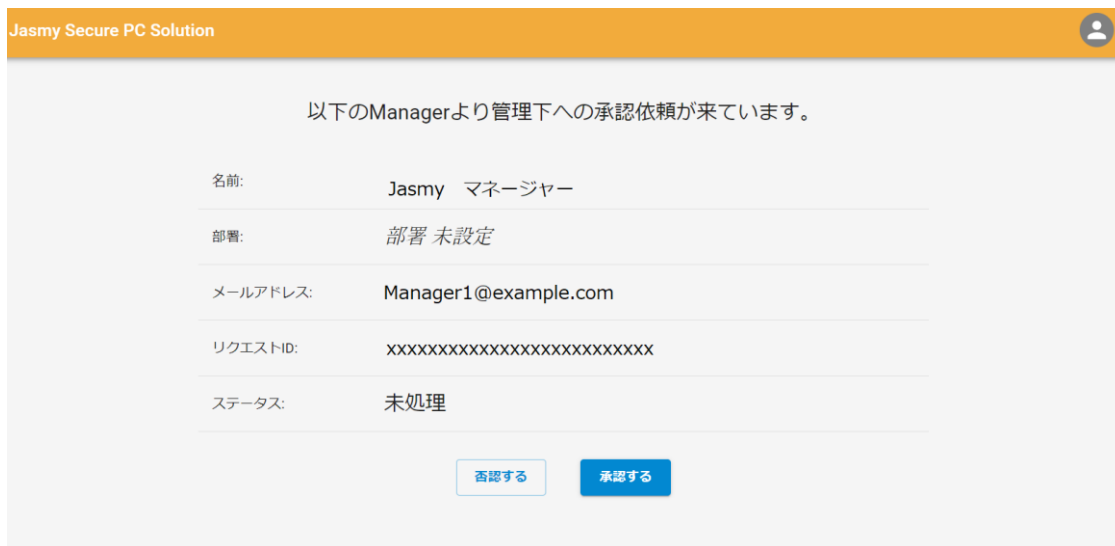 Jasmy Secure PC Solution
以下のManagerより管理下への承認依頼が来ています。
名前: Jasmy　マネージャー
部署: 部署 未設定
メールアドレス: Manager1@example.com
リクエストID: xxxxxxxxxxxxxxxxxxxxxxxxxx
ステータス: 未処理
否認する 承認する